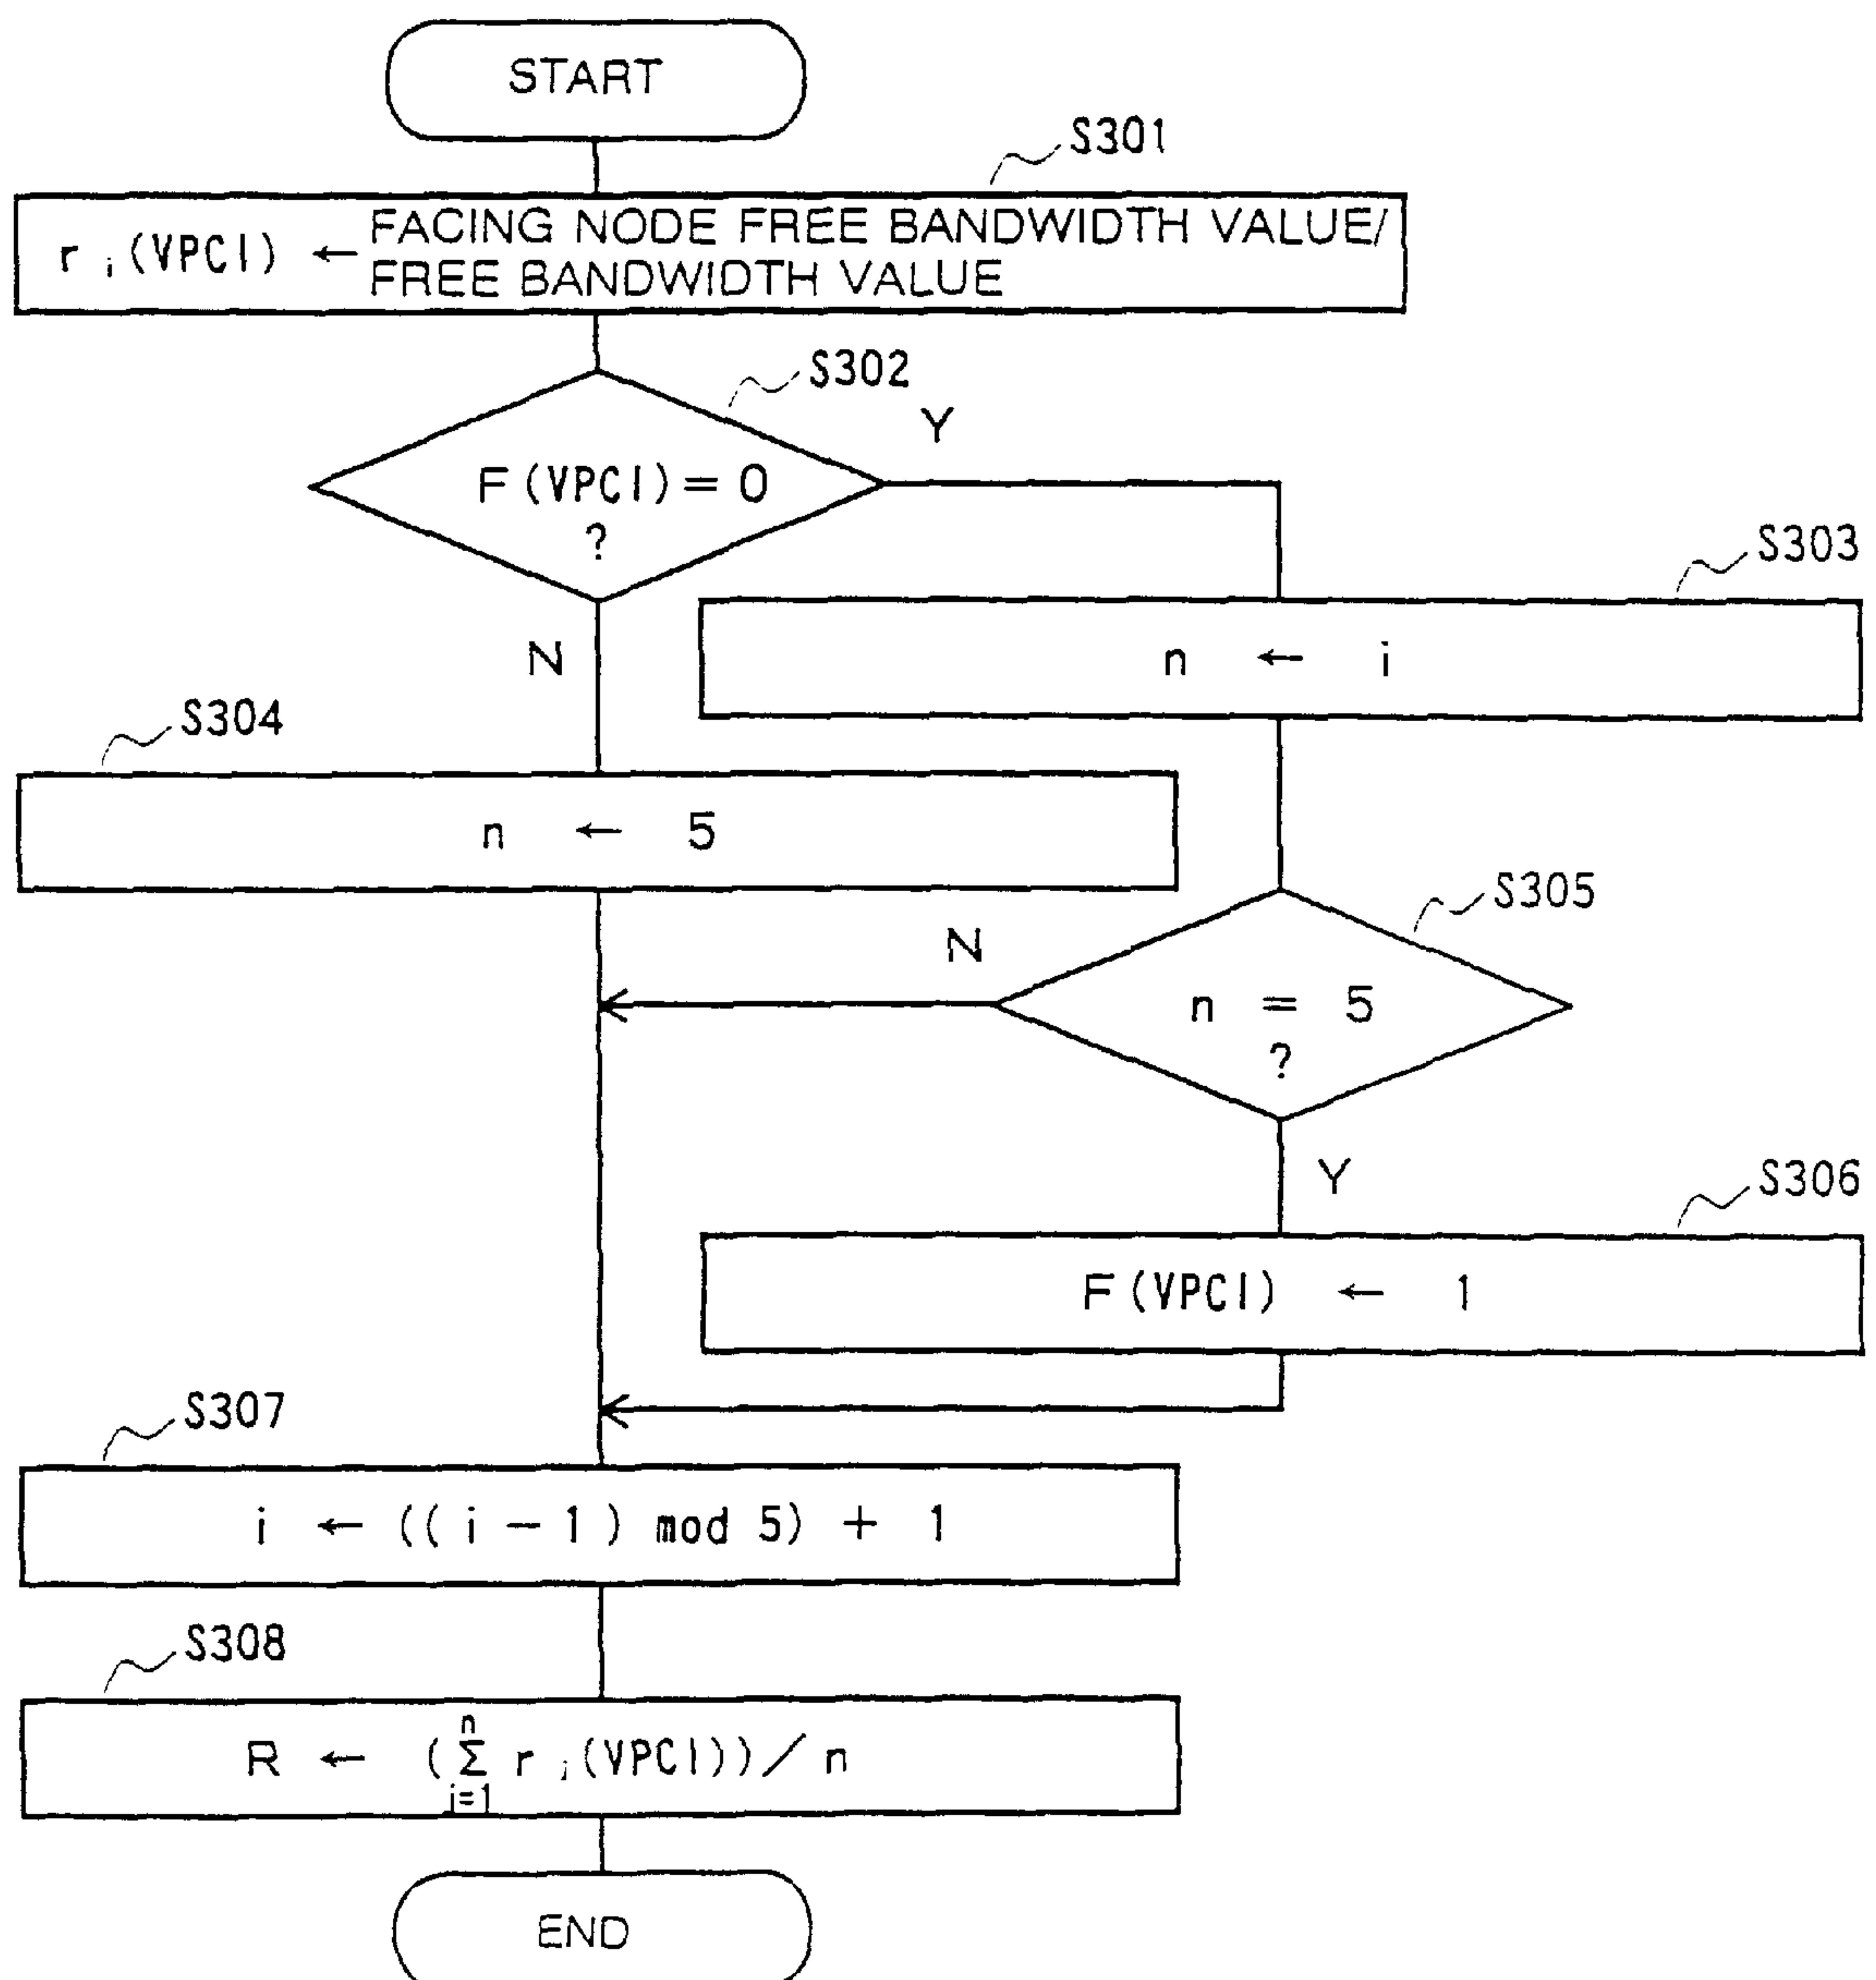 START
S301
r i (VPCI) ← FACING NODE FREE BANDWIDTH VALUE/
FREE BANDWIDTH VALUE
S302
F (VPCI) = 0
?
Y
N
S303
n ← i
S304
n ← 5
S305
n = 5
?
N
Y
S306
F (VPCI) ← 1
S307
i ← ((i − 1) mod 5) + 1
S308
R ← (
n
Σ
i=1
r i (VPCI)) / n
END